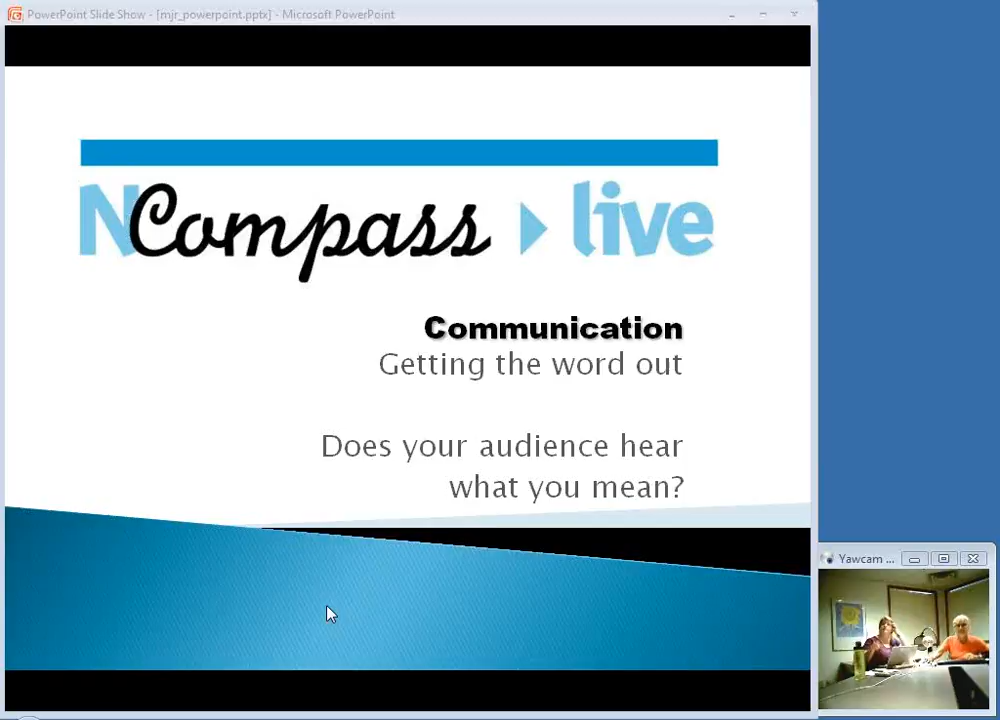 PowerPoint Slide Show - [mjr_powerpoint.pptx] - Microsoft PowerPoint
NCompass live
Communication
Getting the word out
Does your audience hear
what you mean?
Yawcam ...